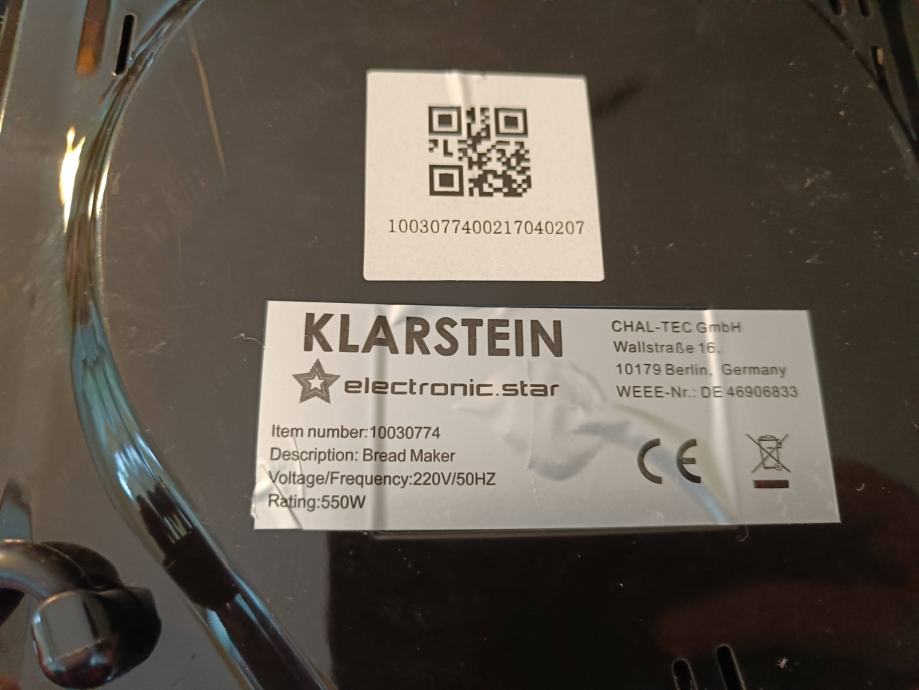 PL
1003077400217040207
KLARSTEIN
electronic.star
CHAL-TEC GmbH
Wallstraße 16,
10179 Berlin, Germany
WEEE-Nr.: DE 46906833
Item number:10030774
Description: Bread Maker
Voltage/Frequency:220V/50HZ
Rating:550W
CE